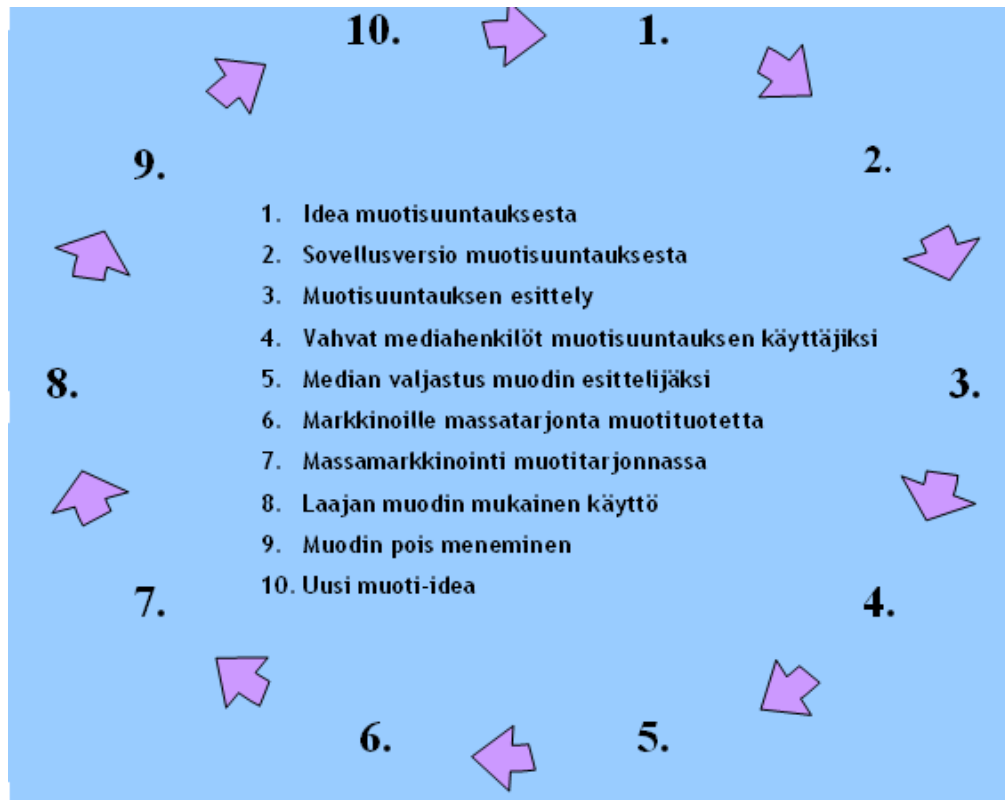 10.
1.
9.
2.
1. Idea muotisuuntauksesta
2. Sovellusversio muotisuuntauksesta
3. Muotisuuntauksen esittely
4. Vahvat mediahenkilöt muotisuuntauksen käyttäjiksi
8.
5. Median valjastus muodin esittelijäksi
3.
6. Markkinoille massatarjonta muotituotetta
7. Massamarkkinointi muotitarjonnassa
8. Laajan muodin mukainen käyttö
9. Muodin pois meneminen
10. Uusi muoti-idea
7.
4.
6.
5.